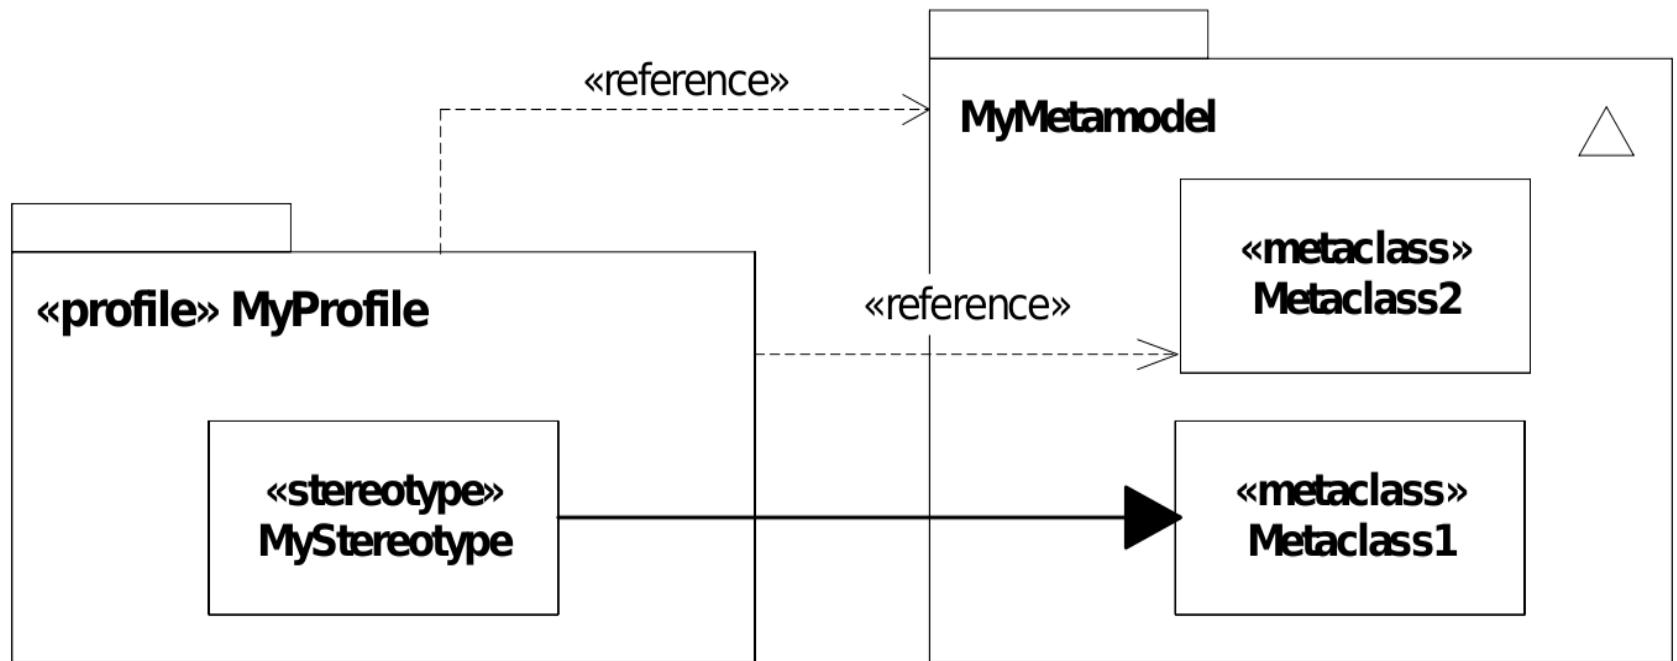 «reference»
MyMetamodel
«metaclass»
Metaclass2
«profile» MyProfile
«reference»
«stereotype»
MyStereotype
«metaclass»
Metaclass1